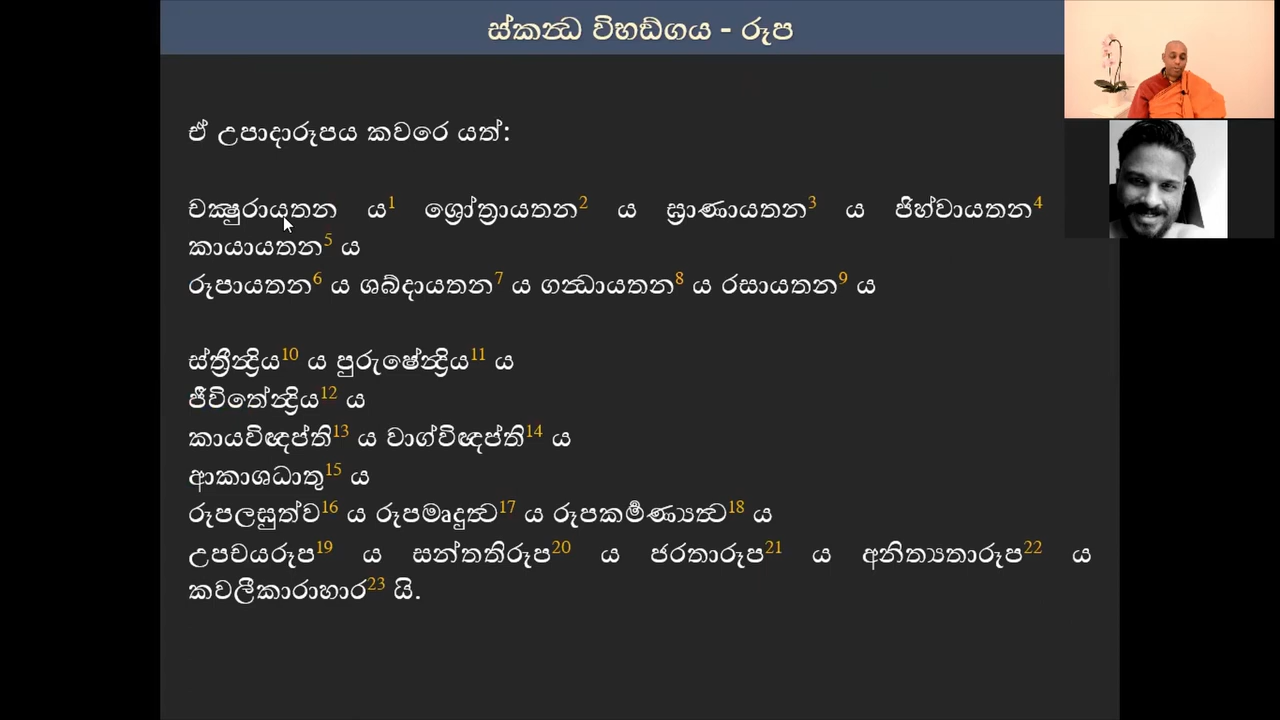 ස්කන්‍ධ විභඞ්ගය - රූප
ඒ උපාදාරූපය කවරෙ යත්:
චක්‍ෂුරායතන ය1 ශ්‍රෝත්‍රායතන2 ය ඝ්‍රාණායතන3 ය ජිහ්වායතන4
කායායතන5 ය
රූපායතන6 ය ශබ්දායතන7 ය ගන්‍ධායතන8 ය රසායතන9 ය
ස්ත්‍රීන්‍ද්‍රිය10 ය පුරුෂේන්‍ද්‍රිය11 ය
ජීවිතේන්‍ද්‍රිය12 ය
කායවිඥප්ති13 ය වාග්විඥප්ති14 ය
ආකාශධාතු15 ය
රූපලඝුත්ව16 ය රූපමෘදුත්‍ව17 ය රූපකර්‍මණ්‍යත්‍ව18 ය
උපචයරූප19 ය සන්තතිරූප20 ය ජරතාරූප21 ය අනිත්‍යතාරූප22 ය
කවලීකාරාහාර23 යි.